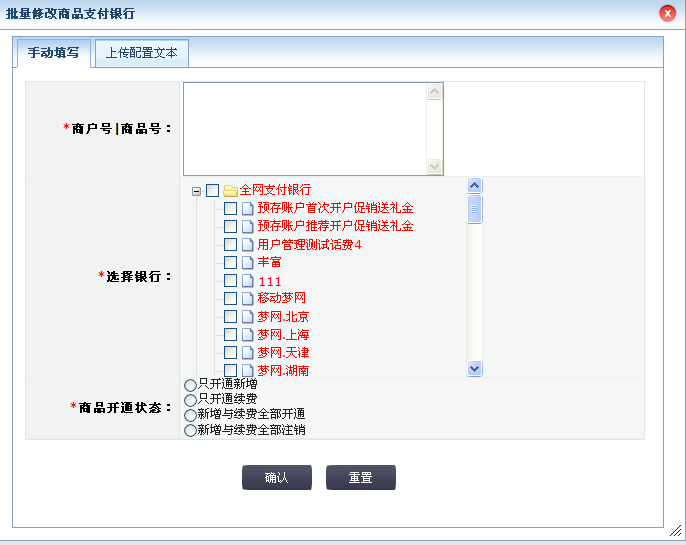 批量修改商品支付银行
手动填写 上传配置文本
*商户号|商品号：
*选择银行：
全网支付银行
预存账户首次开户促销送礼金
预存账户推荐开户促销送礼金
用户管理测试话费4
丰富
111
移动梦网
梦网.北京
梦网.上海
梦网.天津
梦网.湖南
*商品开通状态：
只开通新增
只开通续费
新增与续费全部开通
新增与续费全部注销
确认 重置